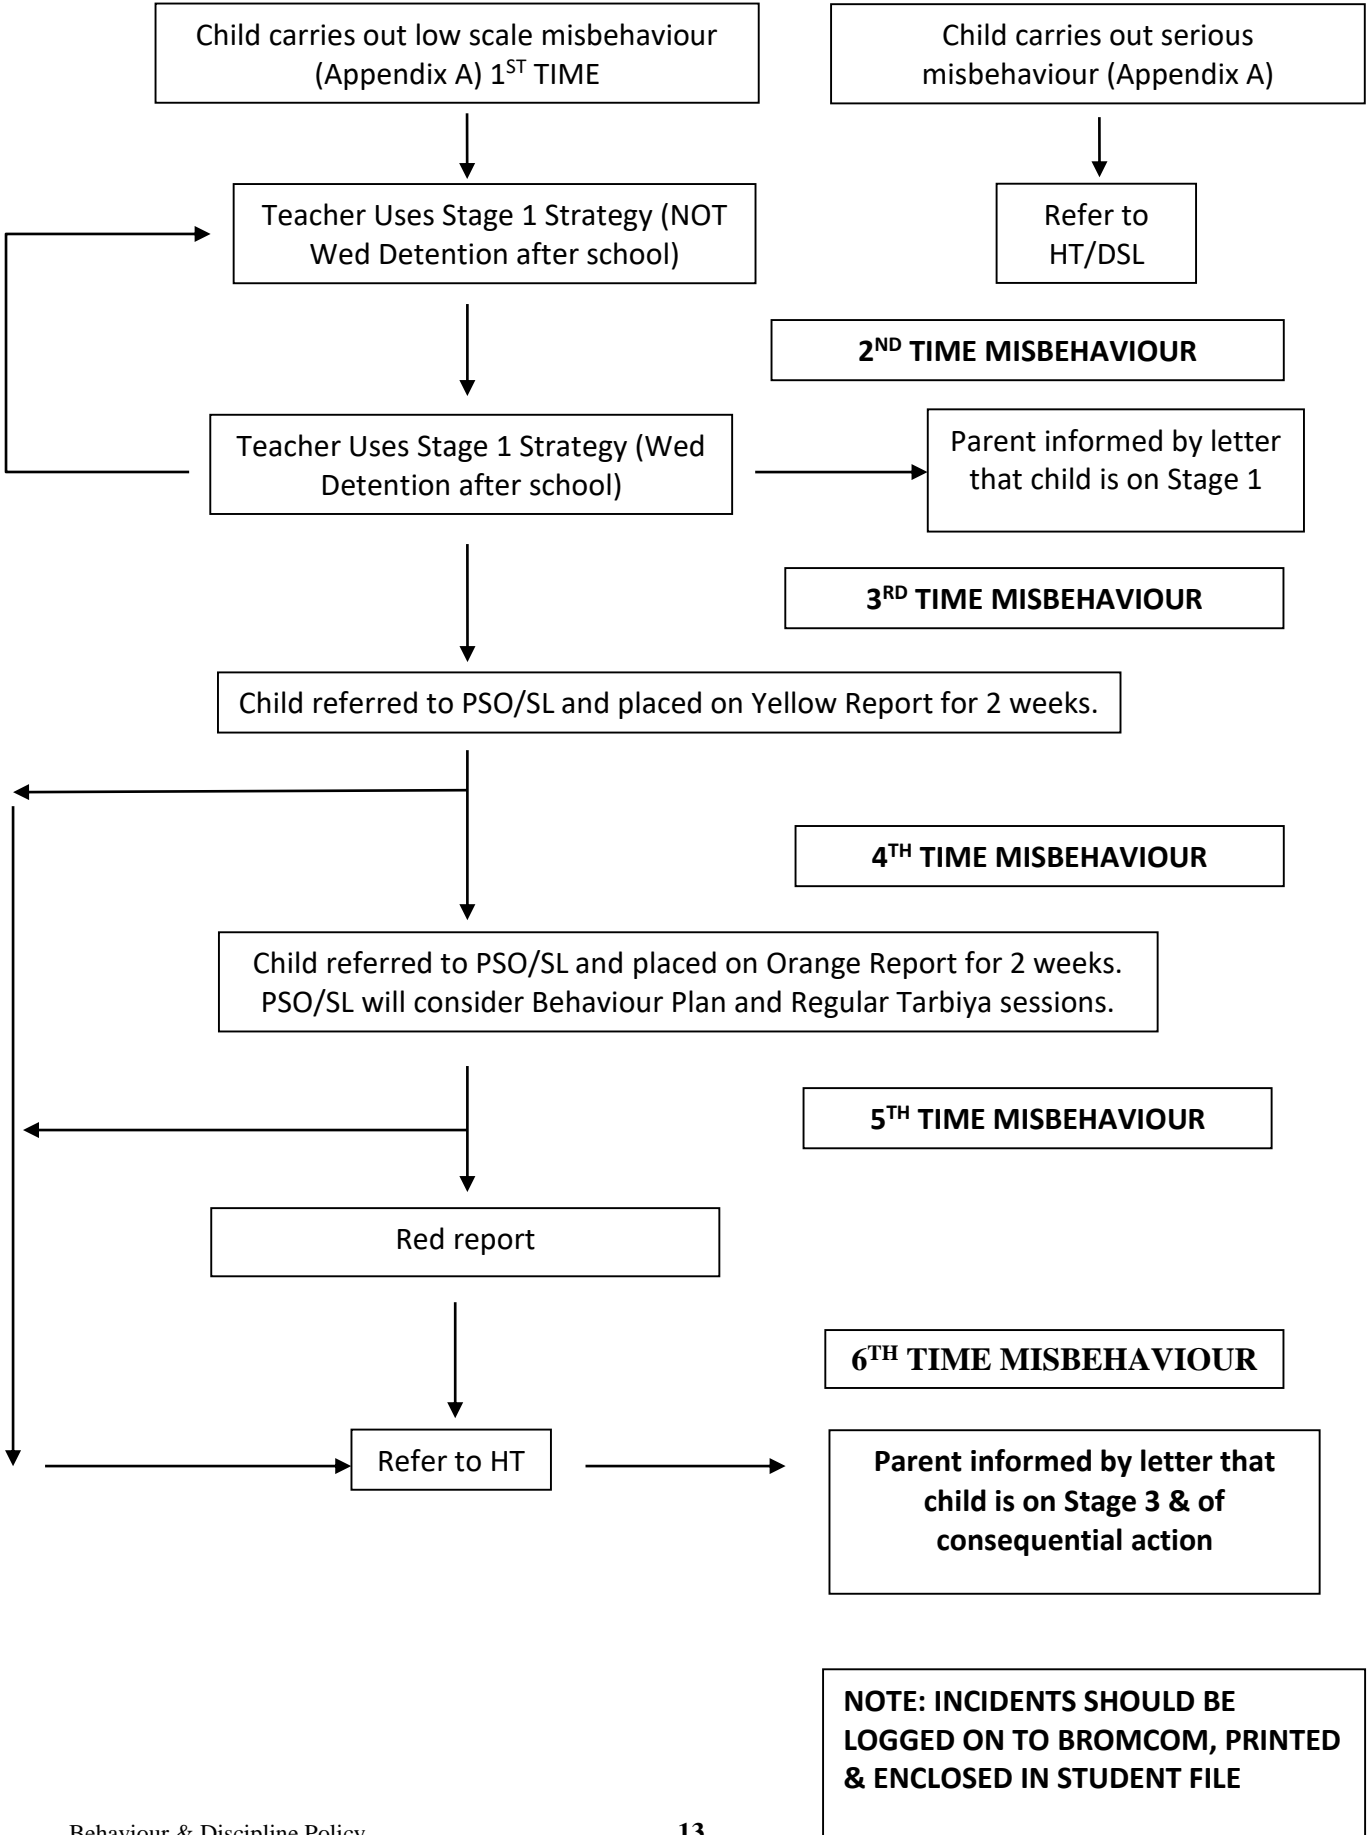 Child carries out low scale misbehaviour
(Appendix A) 1ST TIME
Child carries out serious
misbehaviour (Appendix A)
Teacher Uses Stage 1 Strategy (NOT
Wed Detention after school)
Refer to
HT/DSL
2ND TIME MISBEHAVIOUR
Teacher Uses Stage 1 Strategy (Wed
Detention after school)
Parent informed by letter
that child is on Stage 1
3RD TIME MISBEHAVIOUR
Child referred to PSO/SL and placed on Yellow Report for 2 weeks.
4TH TIME MISBEHAVIOUR
Child referred to PSO/SL and placed on Orange Report for 2 weeks.
PSO/SL will consider Behaviour Plan and Regular Tarbiya sessions.
5TH TIME MISBEHAVIOUR
Red report
6TH TIME MISBEHAVIOUR
Refer to HT
Parent informed by letter that
child is on Stage 3 & of
consequential action
NOTE: INCIDENTS SHOULD BE
LOGGED ON TO BROMCOM, PRINTED
& ENCLOSED IN STUDENT FILE
Behaviour & Discipline Policy
13